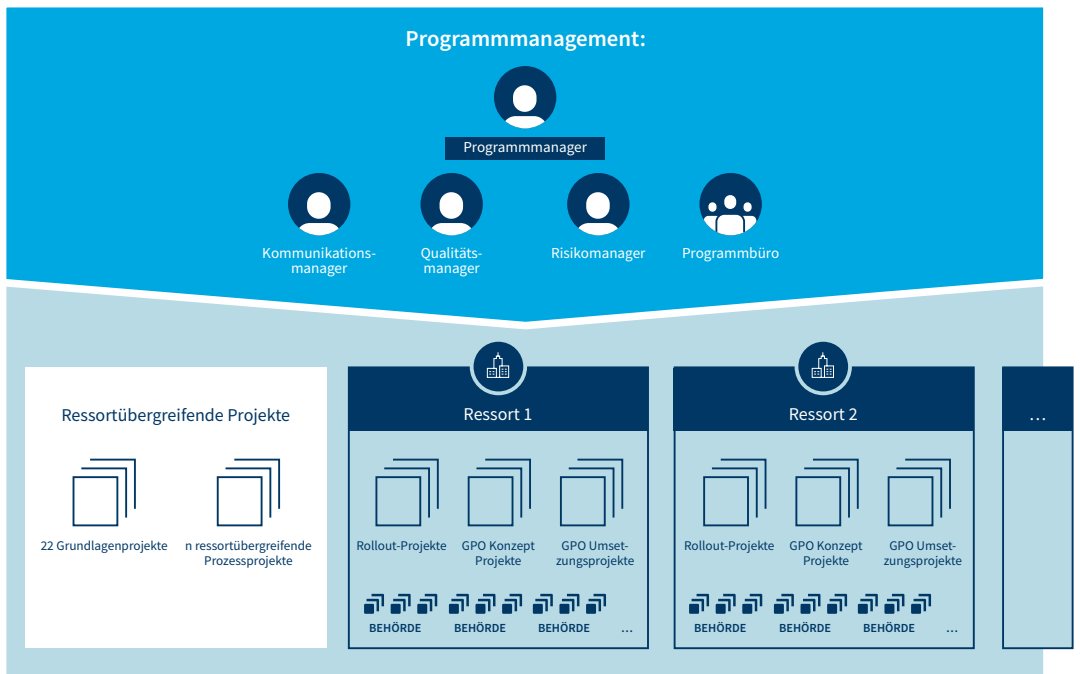 Programmmanagement:
Programmmanager
Kommunikations-
manager
Qualitäts-
manager
Risikomanager
Programmbüro
Ressortübergreifende Projekte
22 Grundlagenprojekte
n ressortübergreifende
Prozessprojekte
Ressort 1
Rollout-Projekte
GPO Konzept
Projekte
GPO Umset-
zungsprojekte
BEHÖRDE
BEHÖRDE
BEHÖRDE
...
Ressort 2
Rollout-Projekte
GPO Konzept
Projekte
GPO Umset-
zungsprojekte
BEHÖRDE
BEHÖRDE
BEHÖRDE
...
...